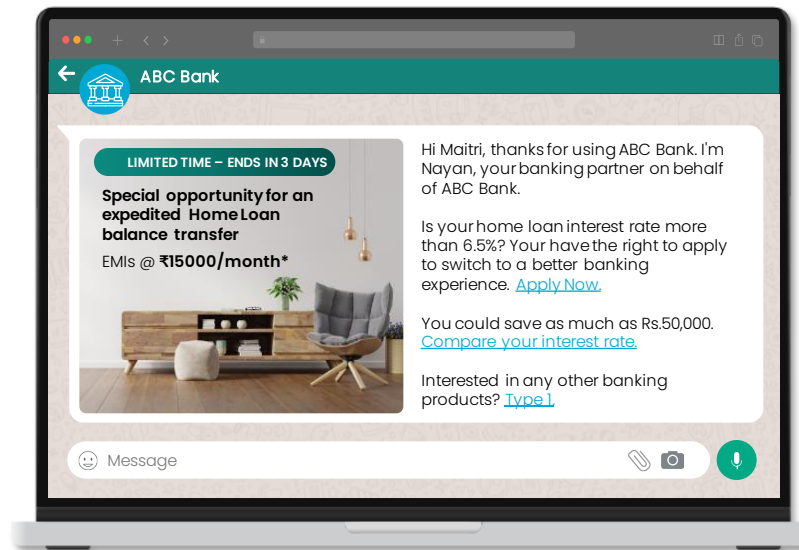 ABC Bank
LIMITED TIME – ENDS IN 3 DAYS
Special opportunity for an
expedited Home Loan
balance transfer
EMIs @ ₹15000/month*
Hi Maitri, thanks for using ABC Bank. I'm
Nayan, your banking partner on behalf
of ABC Bank.
Is your home loan interest rate more
than 6.5%? Your have the right to apply
to switch to a better banking
experience. Apply Now.
You could save as much as Rs.50,000.
Compare your interest rate.
Interested in any other banking
products? Type 1.
Message